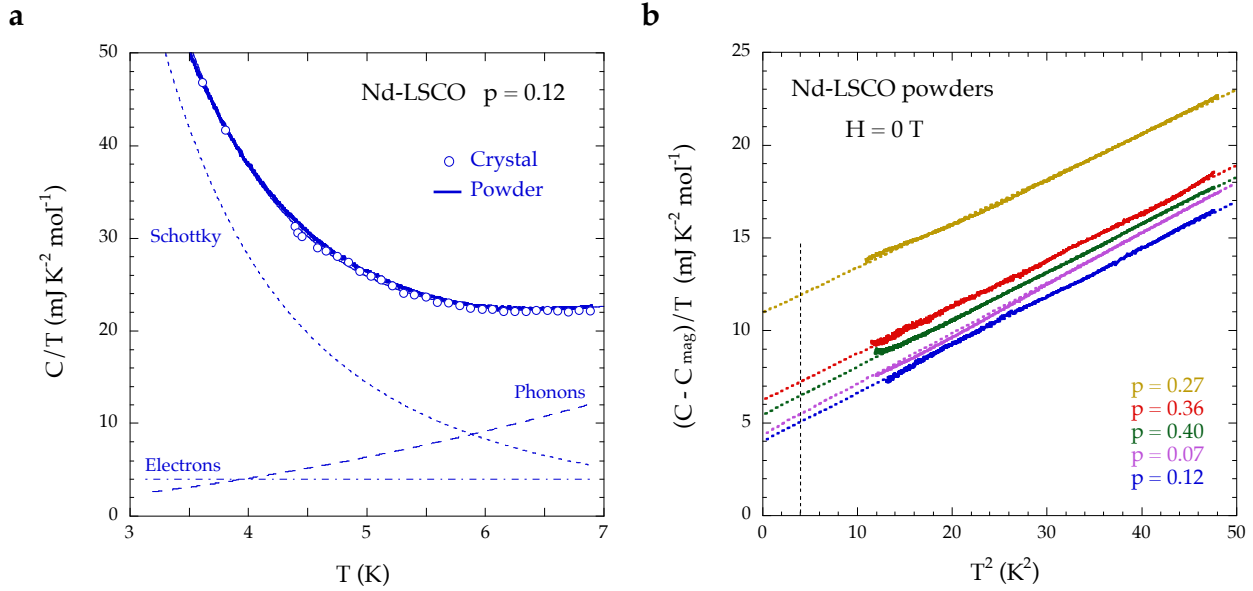 a
Nd-LSCO p = 0.12
Crystal
Powder
Schottky
Phonons
Electrons
C/T (mJ K⁻² mol⁻¹)
50
40
30
20
10
0
3
4
5
6
7
T (K)
b
Nd-LSCO powders
H = 0 T
p = 0.27
p = 0.36
p = 0.40
p = 0.07
p = 0.12
(C - C mag)/T (mJ K⁻² mol⁻¹)
25
20
15
10
5
0
0
10
20
30
40
50
T² (K²)